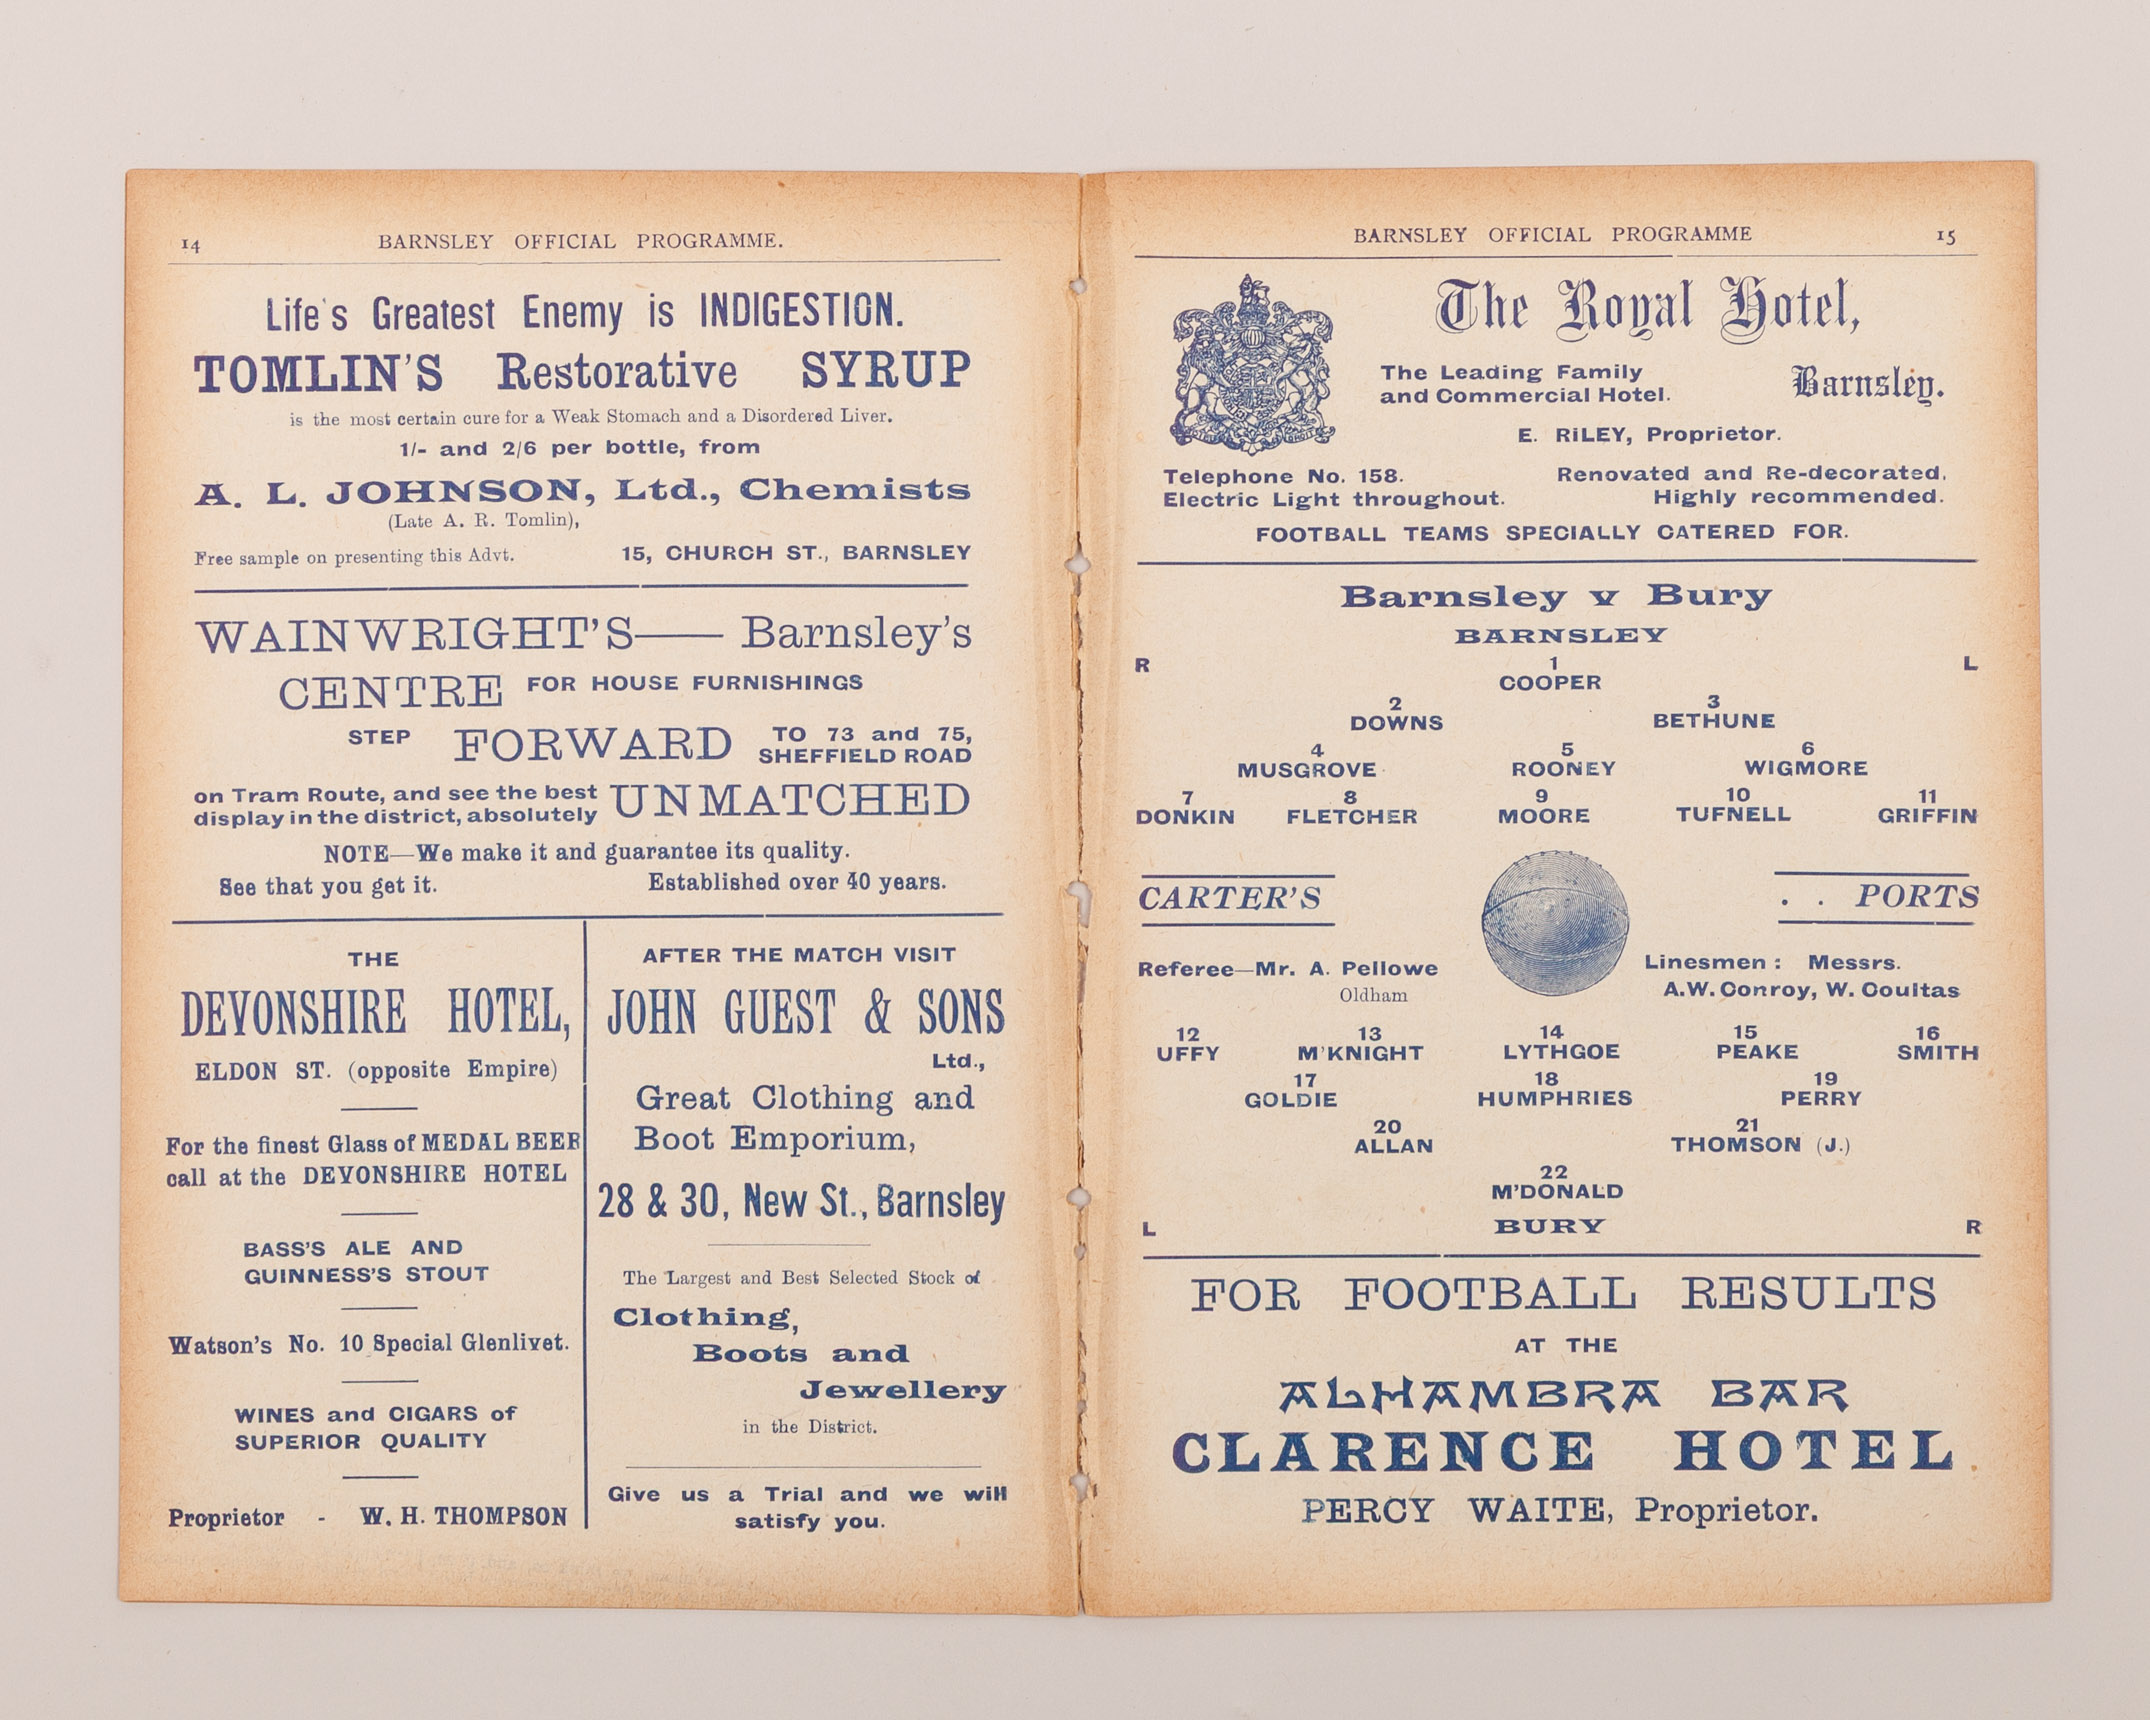 14 BARNSLEY OFFICIAL PROGRAMME.
Life's Greatest Enemy is INDIGESTION.
TOMLIN'S Restorative SYRUP
is the most certain cure for a Weak Stomach and a Disordered Liver.
1/- and 2/6 per bottle, from
A. L. JOHNSON, Ltd., Chemists
(Late A. R. Tomlin),
Free sample on presenting this Advt. 15, CHURCH ST., BARNSLEY
WAINWRIGHT'S—— Barnsley's
CENTRE FOR HOUSE FURNISHINGS
STEP FORWARD TO 73 and 75,
SHEFFIELD ROAD
on Tram Route, and see the best
display in the district, absolutely UNMATCHED
NOTE—We make it and guarantee its quality.
See that you get it. Established over 40 years.
THE
DEVONSHIRE HOTEL,
ELDON ST. (opposite Empire)
For the finest Glass of MEDAL BEER
call at the DEVONSHIRE HOTEL
BASS'S ALE AND
GUINNESS'S STOUT
Watson's No. 10 Special Glenlivet.
WINES and CIGARS of
SUPERIOR QUALITY
Proprietor - W. H. THOMPSON
AFTER THE MATCH VISIT
JOHN GUEST & SONS
Ltd.,
Great Clothing and
Boot Emporium,
28 & 30, New St., Barnsley
The Largest and Best Selected Stock of
Clothing,
Boots and
Jewellery
in the District.
Give us a Trial and we will
satisfy you.
BARNSLEY OFFICIAL PROGRAMME 15
The Royal Hotel,
The Leading Family
and Commercial Hotel.
Barnsley.
E. RiLEY, Proprietor.
Telephone No. 158. Renovated and Re-decorated.
Electric Light throughout. Highly recommended.
FOOTBALL TEAMS SPECIALLY CATERED FOR.
Barnsley v Bury
BARNSLEY
R 1 L
COOPER
2 3
DOWNS BETHUNE
4 5 6
MUSGROVE ROONEY WIGMORE
7 8 9 10 11
DONKIN FLETCHER MOORE TUFNELL GRIFFIN
CARTER'S . . PORTS
Referee—Mr. A. Pellowe
Oldham
Linesmen : Messrs.
A.W. Conroy, W. Coultas
12 13 14 15 16
UFFY M'KNIGHT LYTHGOE PEAKE SMITH
17 18 19
GOLDIE HUMPHRIES PERRY
20 21
ALLAN THOMSON (J.)
22
M'DONALD
L BURY R
FOR FOOTBALL RESULTS
AT THE
ALHAMBRA BAR
CLARENCE HOTEL
PERCY WAITE, Proprietor.